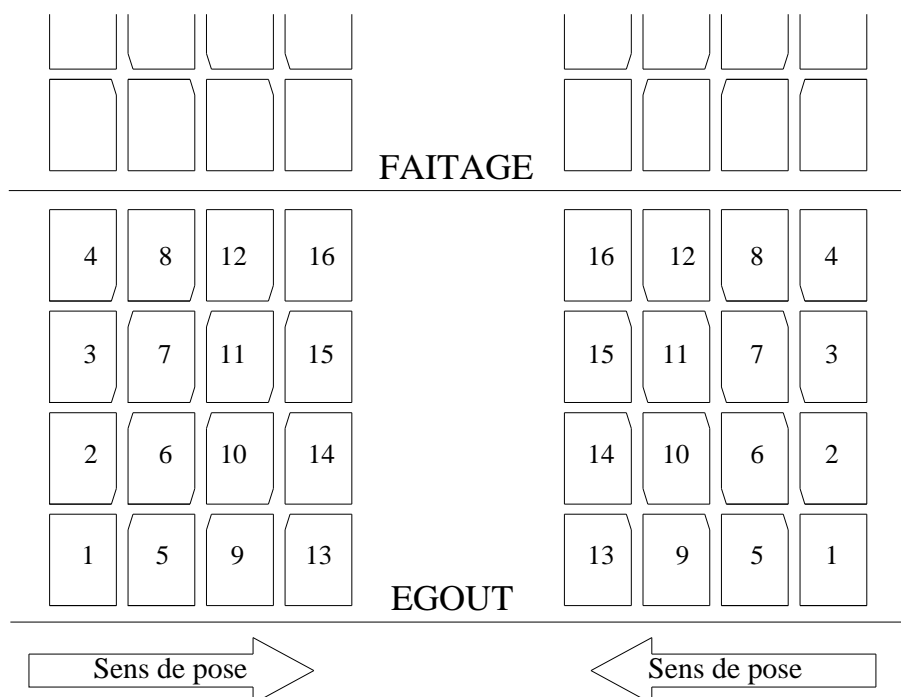 FAITAGE
4 8 12 16 16 12 8 4
3 7 11 15 15 11 7 3
2 6 10 14 14 10 6 2
1 5 9 13 13 9 5 1
EGOUT
Sens de pose Sens de pose